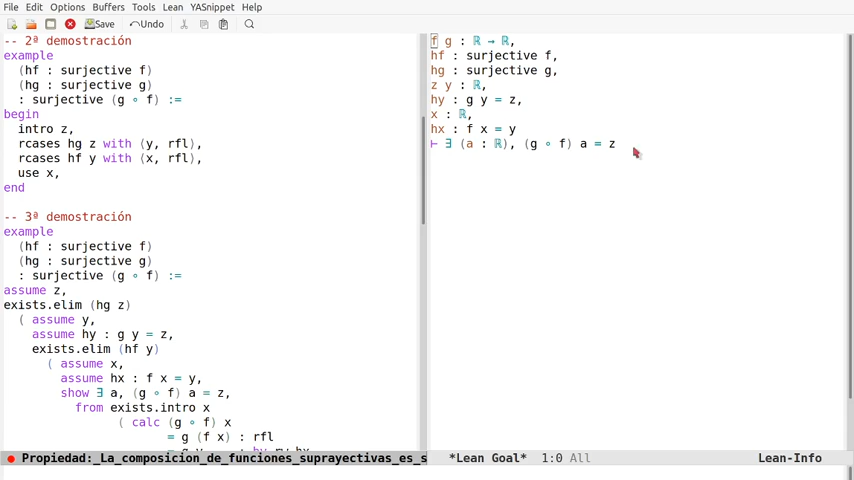 File Edit Options Buffers Tools Lean YASnippet Help
Save Undo
-- 2ª demostración
example
(hf : surjective f)
(hg : surjective g)
: surjective (g ∘ f) :=
begin
intro z,
rcases hg z with ⟨y, rfl⟩,
rcases hf y with ⟨x, rfl⟩,
use x,
end
-- 3ª demostración
example
(hf : surjective f)
(hg : surjective g)
: surjective (g ∘ f) :=
assume z,
exists.elim (hg z)
( assume y,
assume hy : g y = z,
exists.elim (hf y)
( assume x,
assume hx : f x = y,
show ∃ a, (g ∘ f) a = z,
from exists.intro x
( calc (g ∘ f) x
= g (f x) : rfl
Propiedad:_La_composicion_de_funciones_suprayectivas_es_s
f g : ℝ → ℝ,
hf : surjective f,
hg : surjective g,
z y : ℝ,
hy : g y = z,
x : ℝ,
hx : f x = y
⊢ ∃ (a : ℝ), (g ∘ f) a = z
*Lean Goal* 1:0 All Lean-Info